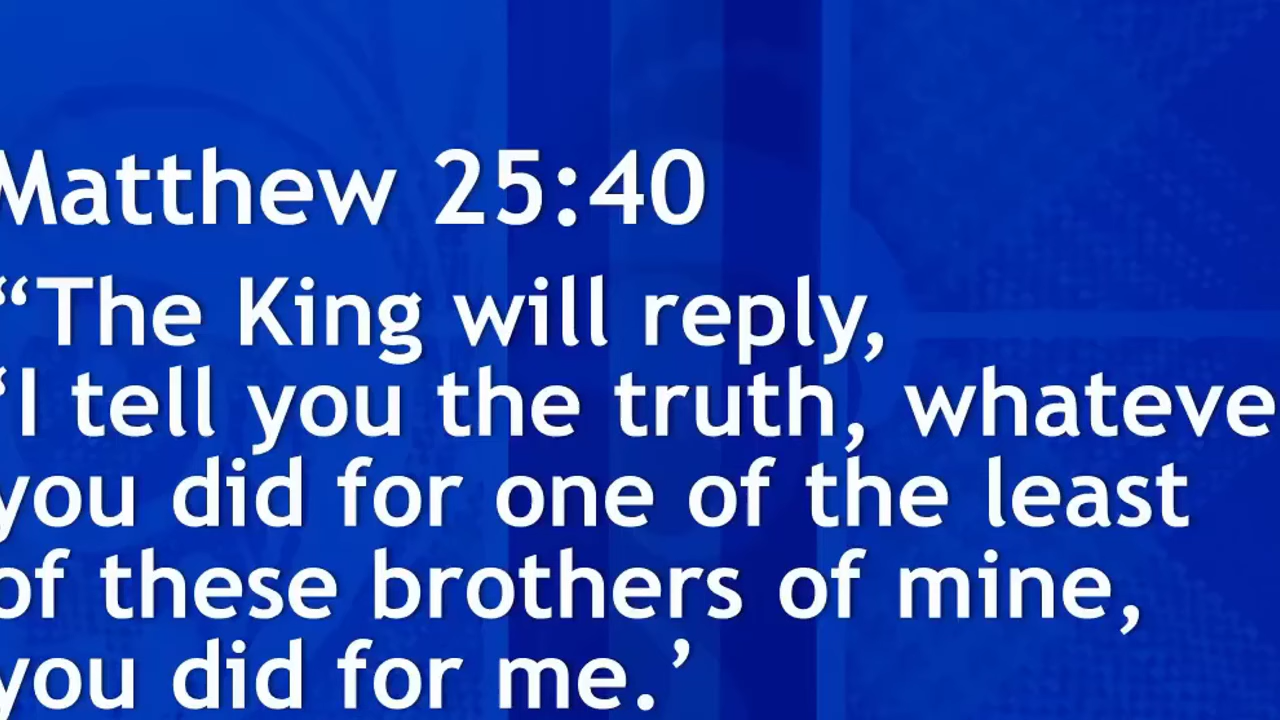 Matthew 25:40
“The King will reply,
‘I tell you the truth, whateve
you did for one of the least
of these brothers of mine,
you did for me.’